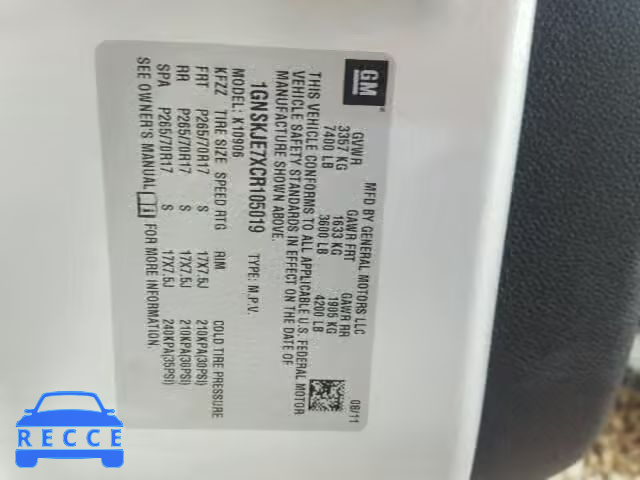 GM
MFD BY GENERAL MOTORS LLC
08/11
GVWR GAWR FRT GAWR RR
3357 KG 1633 KG 1905 KG
7400 LB 3600 LB 4200 LB
THIS VEHICLE CONFORMS TO ALL APPLICABLE U.S. FEDERAL MOTOR
VEHICLE SAFETY STANDARDS IN EFFECT ON THE DATE OF
MANUFACTURE SHOWN ABOVE.
1GNSKJE7XCR105019 TYPE: M.P.V.
MODEL: K10906
KFZZ TIRE SIZE SPEED RTG RIM COLD TIRE PRESSURE
FRT P265/70R17 S 17X7.5J 210KPA(30PSI)
RR P265/70R17 S 17X7.5J 210KPA(30PSI)
SPA P265/70R17 S 17X7.5J 240KPA(35PSI)
SEE OWNER'S MANUAL FOR MORE INFORMATION.
RECCE